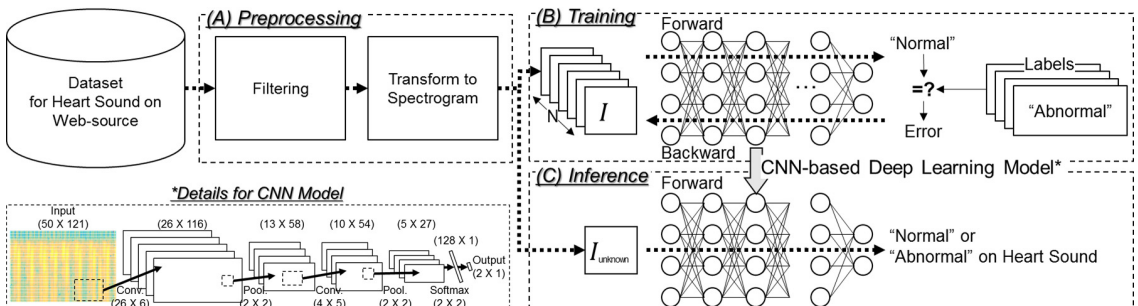 (A) Preprocessing
Dataset
for Heart Sound on
Web-source
Filtering
Transform to
Spectrogram
(B) Training
Forward
N
I
...
Backward
"Normal"
=?
Error
Labels
"Abnormal"
CNN-based Deep Learning Model*
(C) Inference
Forward
I unknown
"Normal" or
"Abnormal" on Heart Sound
*Details for CNN Model
Input
(50 X 121)
(26 X 116)
(13 X 58)
(10 X 54)
(5 X 27)
(128 X 1)
Output
(2 X 1)
Conv.
(26 X 6)
Pool.
(2 X 2)
Conv.
(4 X 5)
Pool.
(2 X 2)
Softmax
(2 X 2)